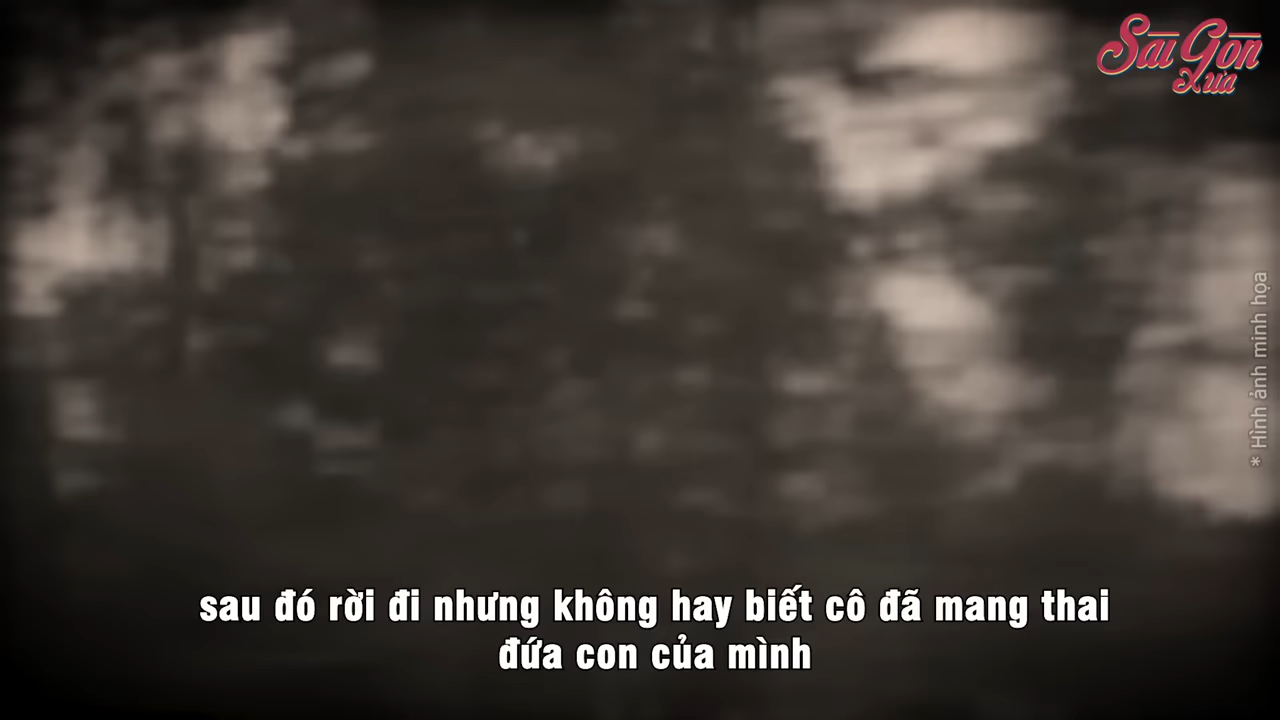 Sài Gòn
Xưa
* Hình ảnh minh họa
sau đó rời đi nhưng không hay biết cô đã mang thai
đứa con của mình